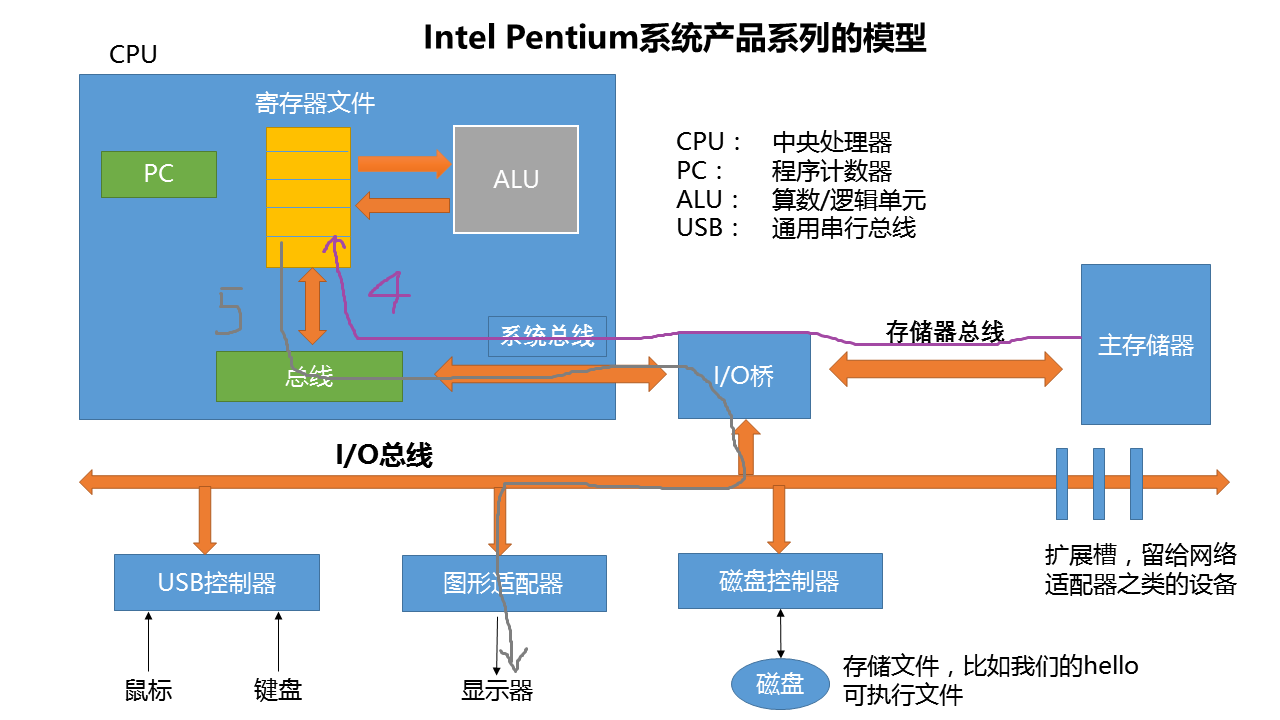 Intel Pentium系统产品系列的模型
CPU
寄存器文件
PC
ALU
CPU： 中央处理器
PC： 程序计数器
ALU： 算数/逻辑单元
USB： 通用串行总线
4
5
系统总线
存储器总线
主存储器
总线
I/O桥
I/O总线
扩展槽，留给网络
适配器之类的设备
USB控制器
图形适配器
磁盘控制器
鼠标
键盘
显示器
磁盘
存储文件，比如我们的hello
可执行文件